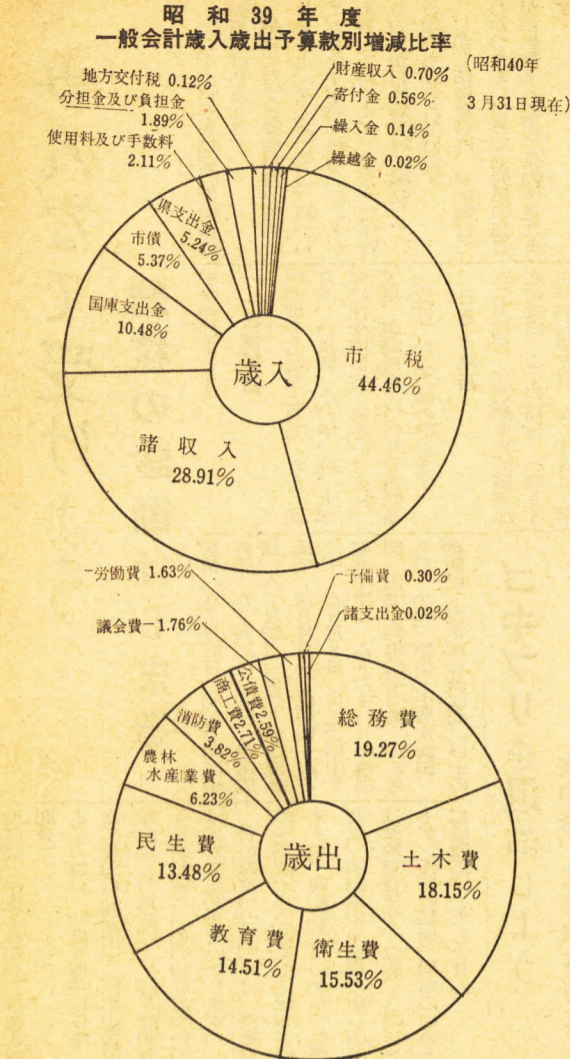 昭和39年度
一般会計歳入歳出予算款別増減比率
(昭和40年
3月31日現在)
地方交付税 0.12%
分担金及び負担金
1.89%
使用料及び手数料
2.11%
県支出金
5.24%
市債
5.37%
国庫支出金
10.48%
諸収入
28.91%
財産収入 0.70%
寄付金 0.56%
繰入金 0.14%
繰越金 0.02%
市税
44.46%
歳入
労働費 1.63%
議会費 1.76%
公債費2.59%
商工費2.71%
消防費
3.82%
農林
水産業費
6.23%
民生費
13.48%
教育費
14.51%
予備費 0.30%
諸支出金0.02%
総務費
19.27%
土木費
18.15%
衛生費
15.53%
歳出